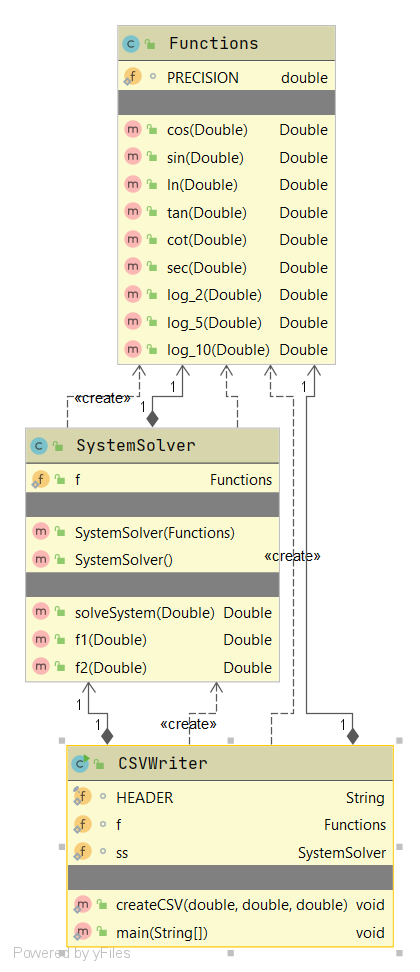 Functions
PRECISION double
cos(Double) Double
sin(Double) Double
ln(Double) Double
tan(Double) Double
cot(Double) Double
sec(Double) Double
log_2(Double) Double
log_5(Double) Double
log_10(Double) Double
1 1
«create»
1 1
SystemSolver
f Functions
SystemSolver(Functions)
SystemSolver()
«create»
solveSystem(Double) Double
f1(Double) Double
f2(Double) Double
1
«create»
1 1
CSVWriter
HEADER String
f Functions
ss SystemSolver
createCSV(double, double, double) void
main(String[]) void
Powered by yFiles